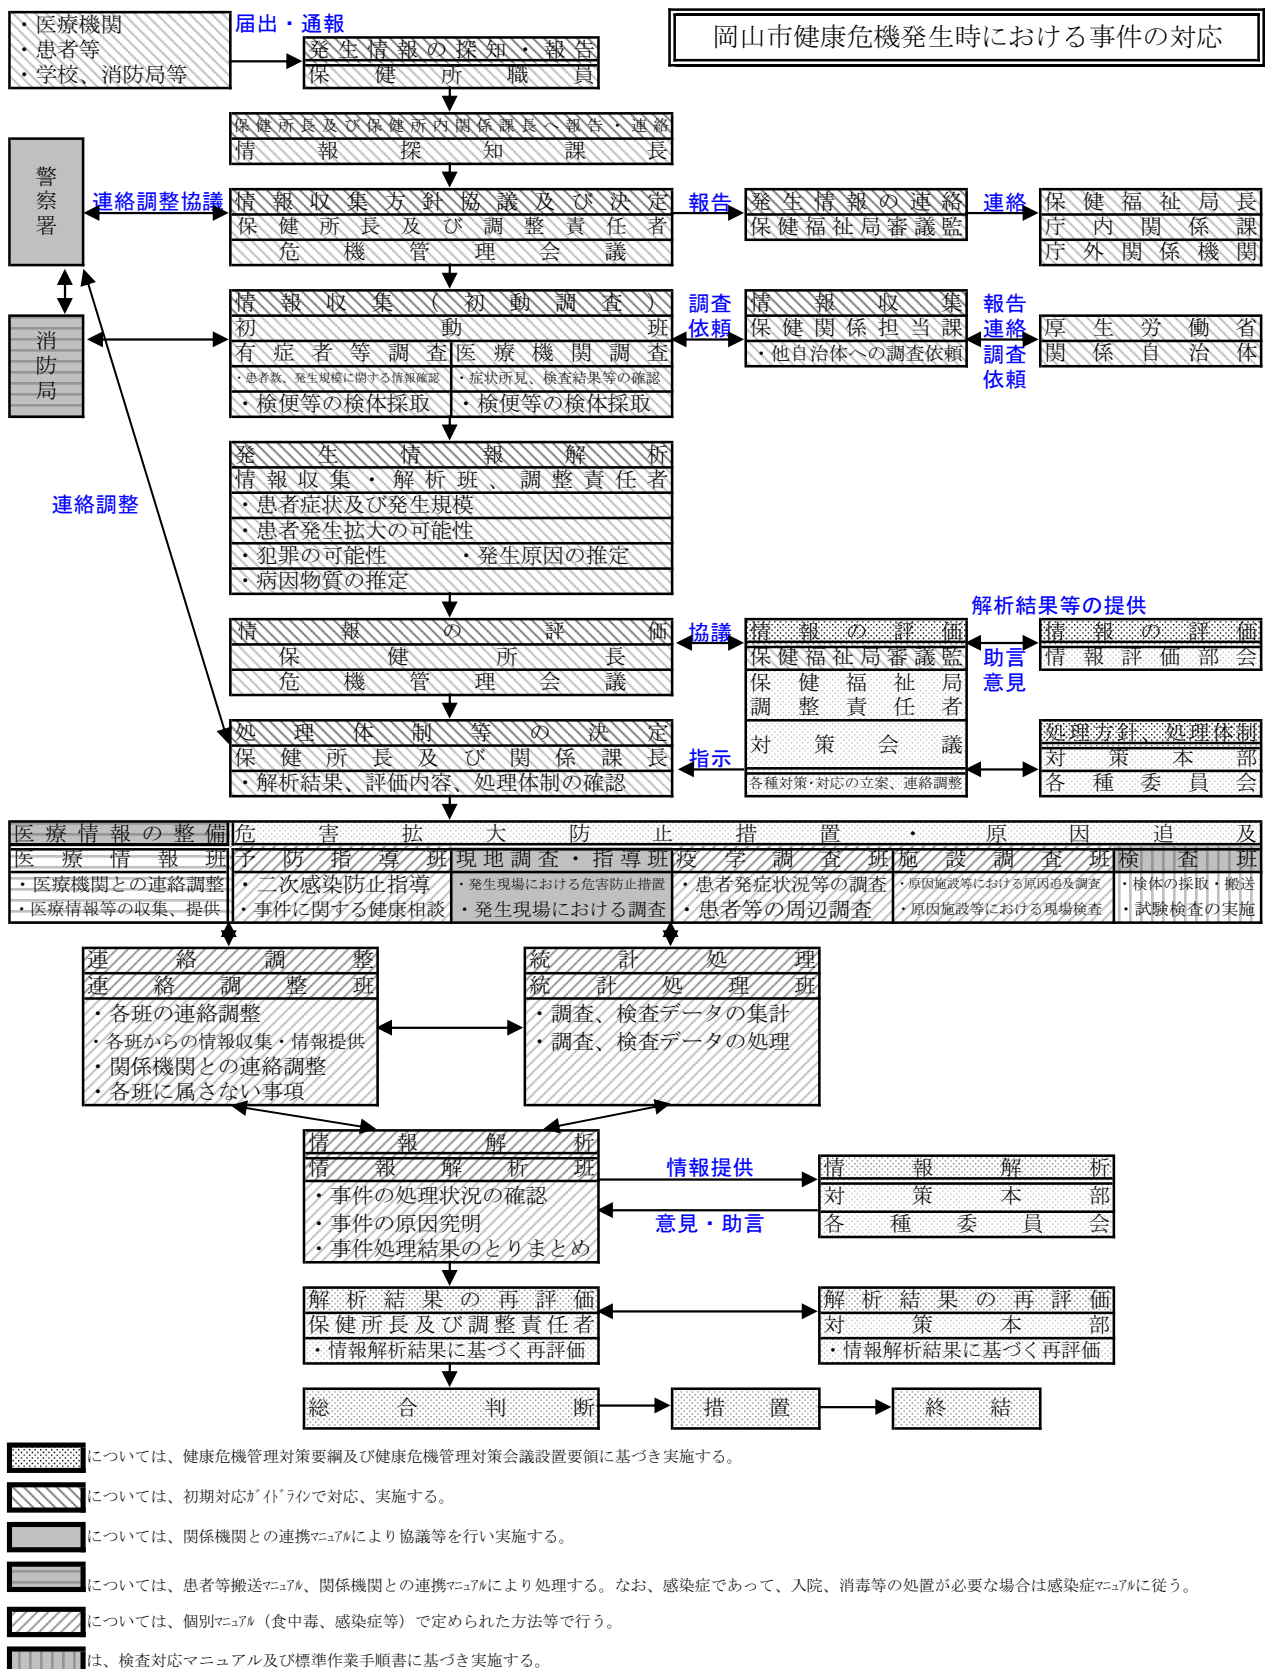 ・医療機関
・患者等
・学校、消防局等
届出・通報
岡山市健康危機発生時における事件の対応
発生情報の探知・報告
保健所職員
保健所長及び保健所内関係課長へ報告・連絡
情報探知課長
警察署
連絡調整協議
情報収集方針協議及び決定
保健所長及び調整責任者
危機管理会議
報告
発生情報の連絡
保健福祉局審議監
連絡
保健福祉局長
庁内関係課
庁外関係機関
消防局
情報収集（初動調査）
初動班
有症者等調査
医療機関調査
・患者数、発生規模に関する情報確認
・症状所見、検査結果等の確認
・検便等の検体採取
・検便等の検体採取
調査
依頼
情報収集
保健関係担当課
・他自治体への調査依頼
報告
連絡
調査
依頼
厚生労働省
関係自治体
連絡調整
発生情報解析
情報収集・解析班、調整責任者
・患者症状及び発生規模
・患者発生拡大の可能性
・犯罪の可能性　・発生原因の推定
・病因物質の推定
情報の評価
保健所長
危機管理会議
協議
情報の評価
保健福祉局審議監
保健福祉局
調整責任者
対策会議
各種対策･対応の立案、連絡調整
解析結果等の提供
助言
意見
情報の評価
情報評価部会
処理体制等の決定
保健所長及び関係課長
・解析結果、評価内容、処理体制の確認
指示
処理方針、処理体制
対策本部
各種委員会
医療情報の整備
危害拡大防止措置・原因追及
医療情報班
予防指導班
現地調査・指導班
疫学調査班
施設調査班
検査班
・医療機関との連絡調整
・二次感染防止指導
・発生現場における危害防止措置
・患者発症状況等の調査
・原因施設等における原因追及調査
・検体の採取・搬送
・医療情報等の収集、提供
・事件に関する健康相談
・発生現場における調査
・患者等の周辺調査
・原因施設等における現場検査
・試験検査の実施
連絡調整
連絡調整班
・各班の連絡調整
・各班からの情報収集・情報提供
・関係機関との連絡調整
・各班に属さない事項
統計処理
統計処理班
・調査、検査データの集計
・調査、検査データの処理
情報解析
情報解析班
・事件の処理状況の確認
・事件の原因究明
・事件処理結果のとりまとめ
情報提供
意見・助言
情報解析
対策本部
各種委員会
解析結果の再評価
保健所長及び調整責任者
・情報解析結果に基づく再評価
解析結果の再評価
対策本部
・情報解析結果に基づく再評価
総合判断
措置
終結
については、健康危機管理対策要綱及び健康危機管理対策会議設置要領に基づき実施する。
については、初期対応ｶﾞｲﾄﾞﾗｲﾝで対応、実施する。
については、関係機関との連携ﾏﾆｭｱﾙにより協議等を行い実施する。
については、患者等搬送ﾏﾆｭｱﾙ、関係機関との連携ﾏﾆｭｱﾙにより処理する。なお、感染症であって、入院、消毒等の処置が必要な場合は感染症ﾏﾆｭｱﾙに従う。
については、個別ﾏﾆｭｱﾙ（食中毒、感染症等）で定められた方法等で行う。
は、検査対応マニュアル及び標準作業手順書に基づき実施する。